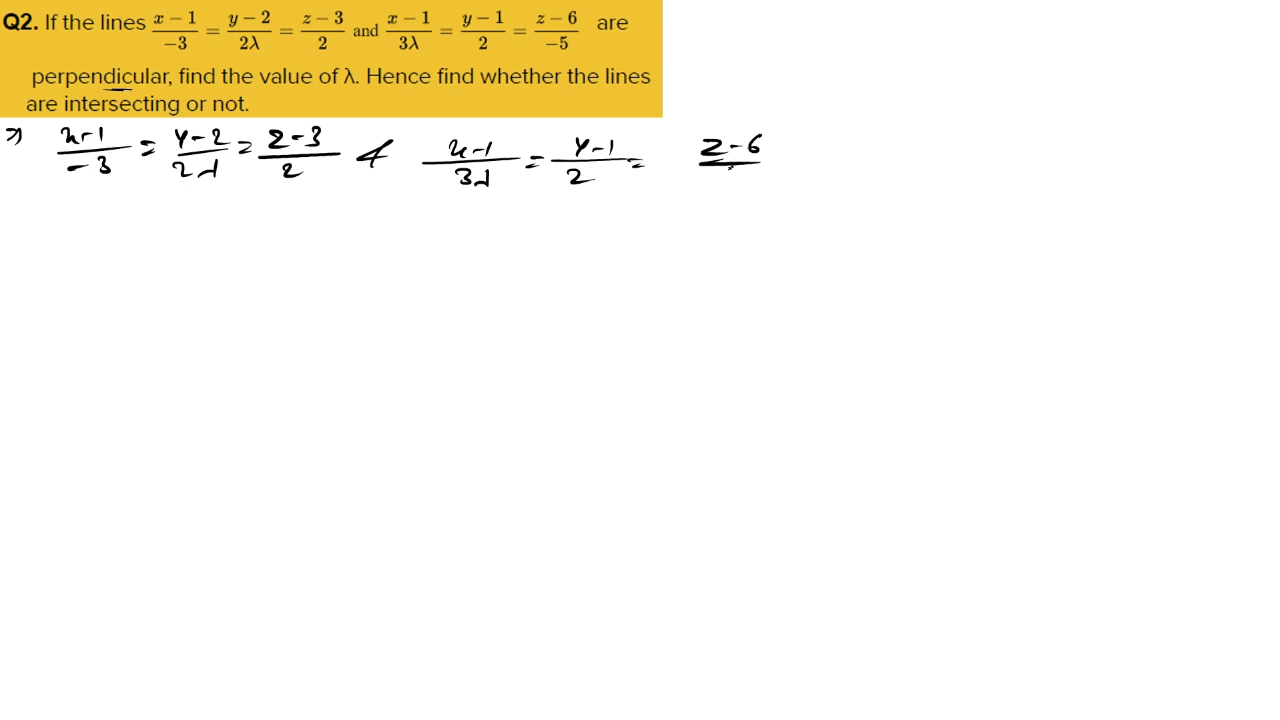 Q2. If the lines x − 1/−3 = y − 2/2λ = z − 3/2 and x − 1/3λ = y − 1/2 = z − 6/−5 are
perpendicular, find the value of λ. Hence find whether the lines
are intersecting or not.
⇒ x-1/-3 = y-2/2λ = z-3/2 & x-1/3λ = y-1/2 = z-6/